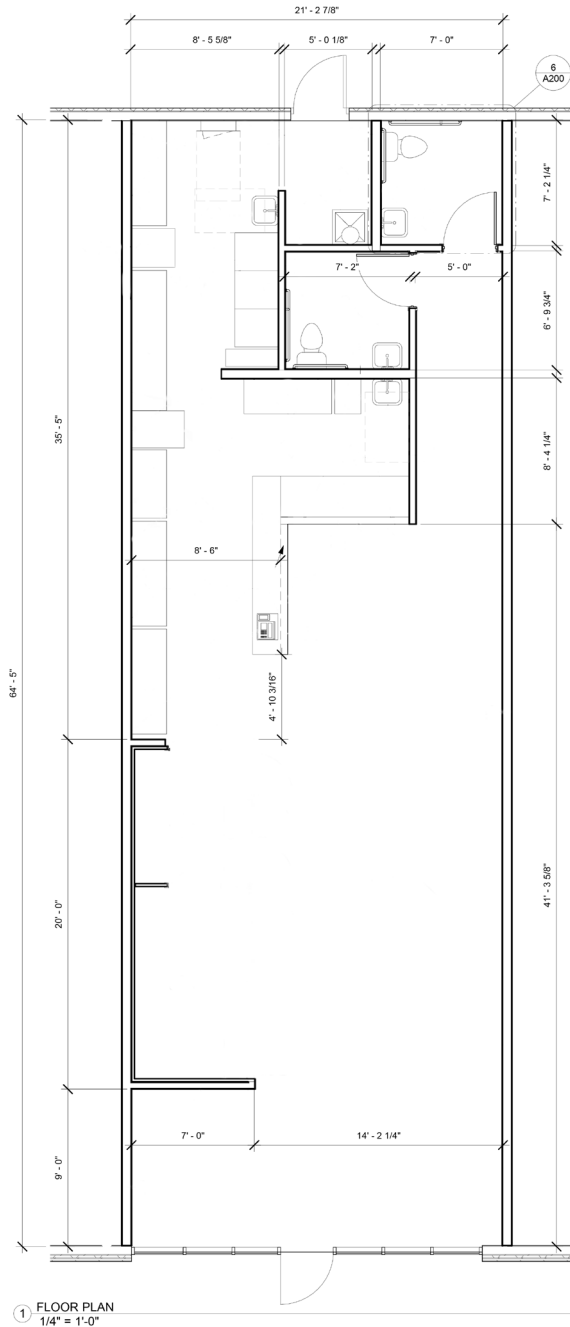 21' - 2 7/8"
8' - 5 5/8"
5' - 0 1/8"
7' - 0"
6
A200
7' - 2 1/4"
7' - 2"
5' - 0"
6' - 9 3/4"
35' - 5"
8' - 4 1/4"
8' - 6"
64' - 5"
4' - 10 3/16"
41' - 3 5/8"
20' - 0"
7' - 0"
14' - 2 1/4"
9' - 0"
1
FLOOR PLAN
1/4" = 1'-0"